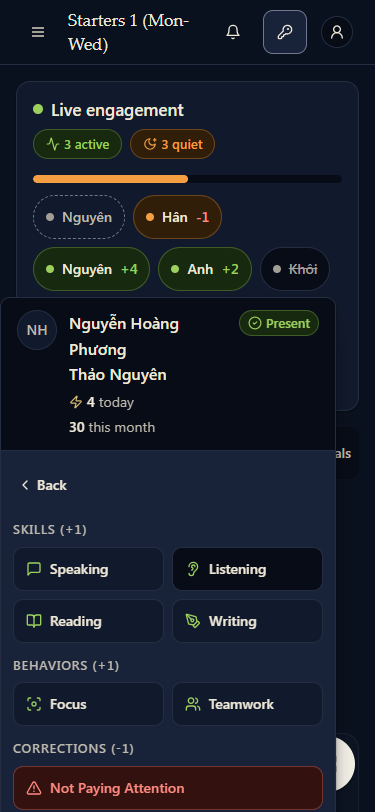 Starters 1 (Mon-
Wed)
Live engagement
3 active
3 quiet
Nguyên
Hân -1
Nguyên +4
Anh +2
Khôi
NH
Nguyễn Hoàng
Phương
Thảo Nguyên
Present
4 today
30 this month
als
Back
SKILLS (+1)
Speaking
Listening
Reading
Writing
BEHAVIORS (+1)
Focus
Teamwork
CORRECTIONS (-1)
Not Paying Attention